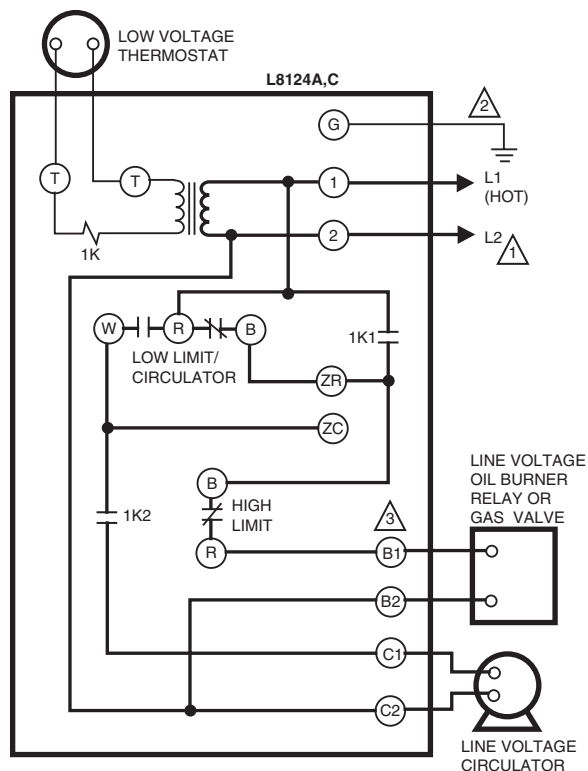 LOW VOLTAGE
THERMOSTAT
L8124A,C
G
2
T
T
1
L1
(HOT)
1K
2
L2
1
W
R
B
1K1
LOW LIMIT/
CIRCULATOR
ZR
ZC
LINE VOLTAGE
OIL BURNER
RELAY OR
GAS VALVE
B
HIGH
LIMIT
1K2
3
R
B1
B2
C1
C2
LINE VOLTAGE
CIRCULATOR